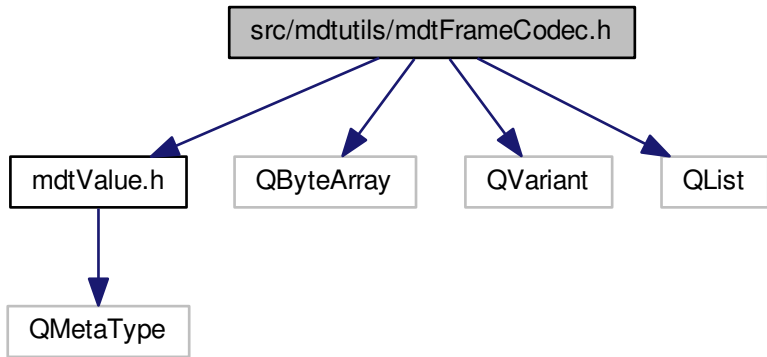 src/mdtutils/mdtFrameCodec.h
mdtValue.h
QByteArray
QVariant
QList
QMetaType